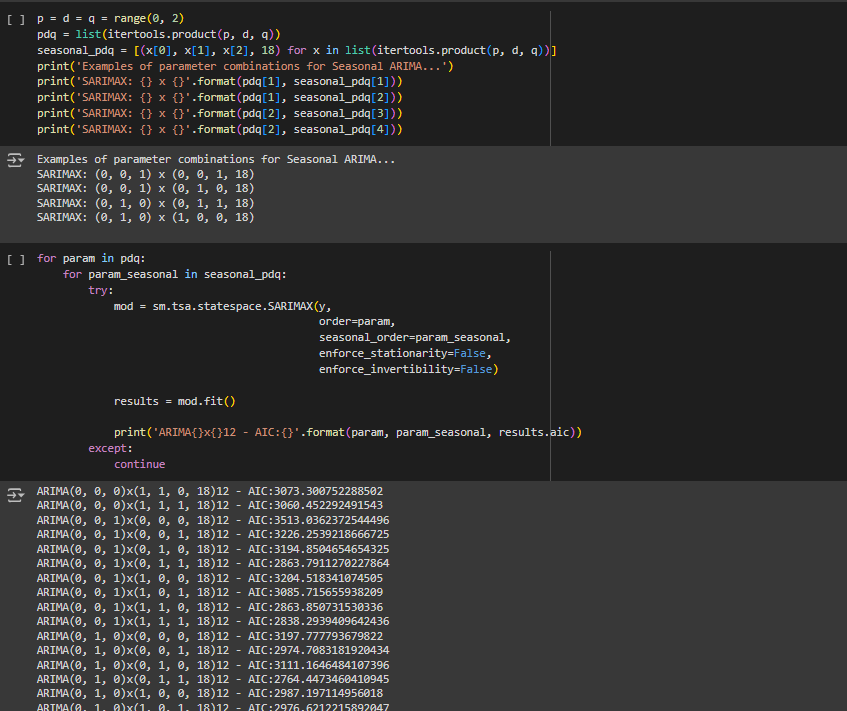 [ ] p = d = q = range(0, 2)
pdq = list(itertools.product(p, d, q))
seasonal_pdq = [(x[0], x[1], x[2], 18) for x in list(itertools.product(p, d, q))]
print('Examples of parameter combinations for Seasonal ARIMA...')
print('SARIMAX: {} x {}'.format(pdq[1], seasonal_pdq[1]))
print('SARIMAX: {} x {}'.format(pdq[1], seasonal_pdq[2]))
print('SARIMAX: {} x {}'.format(pdq[2], seasonal_pdq[3]))
print('SARIMAX: {} x {}'.format(pdq[2], seasonal_pdq[4]))
Examples of parameter combinations for Seasonal ARIMA...
SARIMAX: (0, 0, 1) x (0, 0, 1, 18)
SARIMAX: (0, 0, 1) x (0, 1, 0, 18)
SARIMAX: (0, 1, 0) x (0, 1, 1, 18)
SARIMAX: (0, 1, 0) x (1, 0, 0, 18)
[ ] for param in pdq:
for param_seasonal in seasonal_pdq:
try:
mod = sm.tsa.statespace.SARIMAX(y,
order=param,
seasonal_order=param_seasonal,
enforce_stationarity=False,
enforce_invertibility=False)
results = mod.fit()
print('ARIMA{}x{}12 - AIC:{}'.format(param, param_seasonal, results.aic))
except:
continue
ARIMA(0, 0, 0)x(1, 1, 0, 18)12 - AIC:3073.300752288502
ARIMA(0, 0, 0)x(1, 1, 1, 18)12 - AIC:3060.452292491543
ARIMA(0, 0, 1)x(0, 0, 0, 18)12 - AIC:3513.0362372544496
ARIMA(0, 0, 1)x(0, 0, 1, 18)12 - AIC:3226.2539218666725
ARIMA(0, 0, 1)x(0, 1, 0, 18)12 - AIC:3194.8504654654325
ARIMA(0, 0, 1)x(0, 1, 1, 18)12 - AIC:2863.7911270227864
ARIMA(0, 0, 1)x(1, 0, 0, 18)12 - AIC:3204.518341074505
ARIMA(0, 0, 1)x(1, 0, 1, 18)12 - AIC:3085.715655938209
ARIMA(0, 0, 1)x(1, 1, 0, 18)12 - AIC:2863.850731530336
ARIMA(0, 0, 1)x(1, 1, 1, 18)12 - AIC:2838.2939409642436
ARIMA(0, 1, 0)x(0, 0, 0, 18)12 - AIC:3197.777793679822
ARIMA(0, 1, 0)x(0, 0, 1, 18)12 - AIC:2974.7083181920434
ARIMA(0, 1, 0)x(0, 1, 0, 18)12 - AIC:3111.1646484107396
ARIMA(0, 1, 0)x(0, 1, 1, 18)12 - AIC:2764.4473460410945
ARIMA(0, 1, 0)x(1, 0, 0, 18)12 - AIC:2987.197114956018
ARIMA(0, 1, 0)x(1, 0, 1, 18)12 - AIC:2976.6212215892047